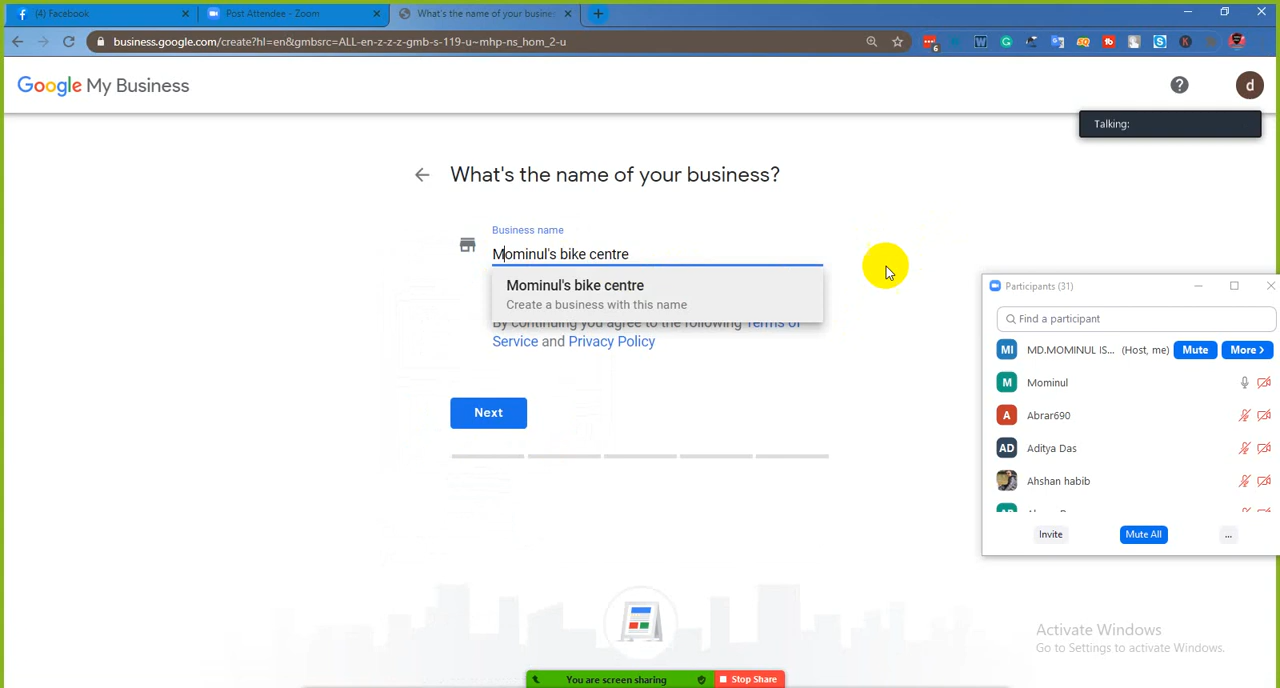 (4) Facebook
Post Attendee - Zoom
What's the name of your busine
business.google.com/create?hl=en&gmbsrc=ALL-en-z-z-z-gmb-s-119-u~mhp-ns_hom_2-u
Google My Business
d
Talking:
What's the name of your business?
Business name
Mominul's bike centre
Mominul's bike centre
Create a business with this name
By continuing you agree to the following Terms of
Service and Privacy Policy
Next
Participants (31)
Find a participant
MI MD.MOMINUL IS... (Host, me) Mute More
M Mominul
A Abrar690
AD Aditya Das
Ahshan habib
Invite
Mute All
...
Activate Windows
Go to Settings to activate Windows.
You are screen sharing
Stop Share